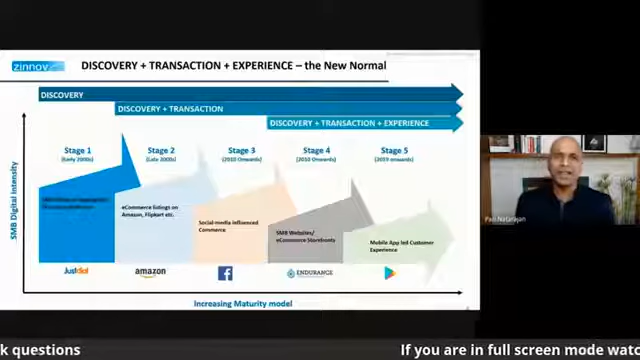 zinnov
DISCOVERY + TRANSACTION + EXPERIENCE – the New Normal
DISCOVERY
DISCOVERY + TRANSACTION
DISCOVERY + TRANSACTION + EXPERIENCE
Stage 1
(Early 2000s)
Stage 2
(Late 2000s)
Stage 3
(2010 Onwards)
Stage 4
(2010 Onwards)
Stage 5
(2019 onwards)
SMB Digital Intensity
eCommerce listings on
Amazon, Flipkart etc.
Social media influenced
Commerce
SMB Websites/
eCommerce Storefronts
Mobile App led Customer
Experience
Justdial
amazon
ENDURANCE
Increasing Maturity model
Pari Natarajan
k questions
If you are in full screen mode watc